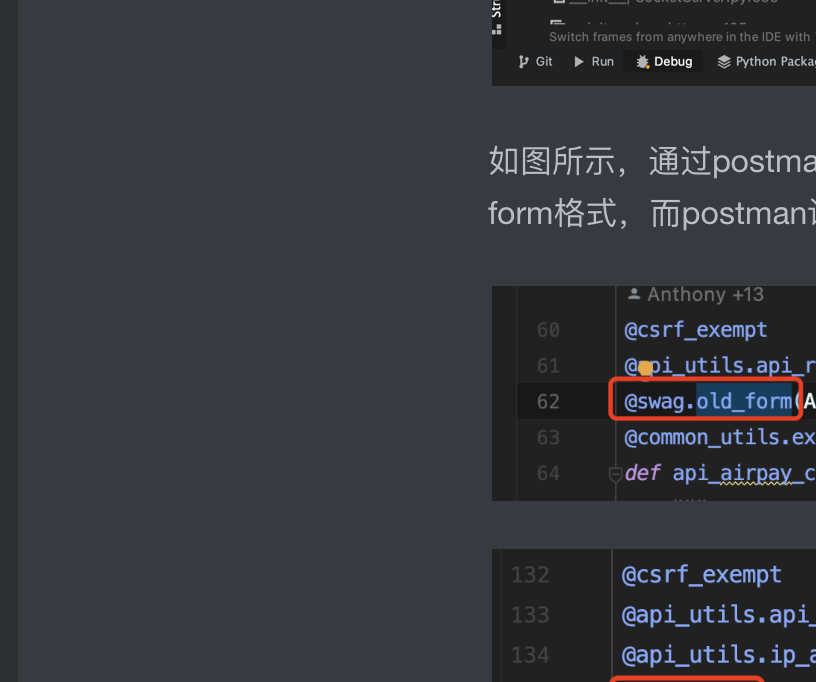 Switch frames from anywhere in the IDE with
Git Run Debug Python Packa
如图所示，通过postma
form格式，而postman
Anthony +13
60 @csrf_exempt
61 @api_utils.api_r
62 @swag.old_form(A
63 @common_utils.ex
64 def api_airpay_c
132 @csrf_exempt
133 @api_utils.api_
134 @api_utils.ip_a